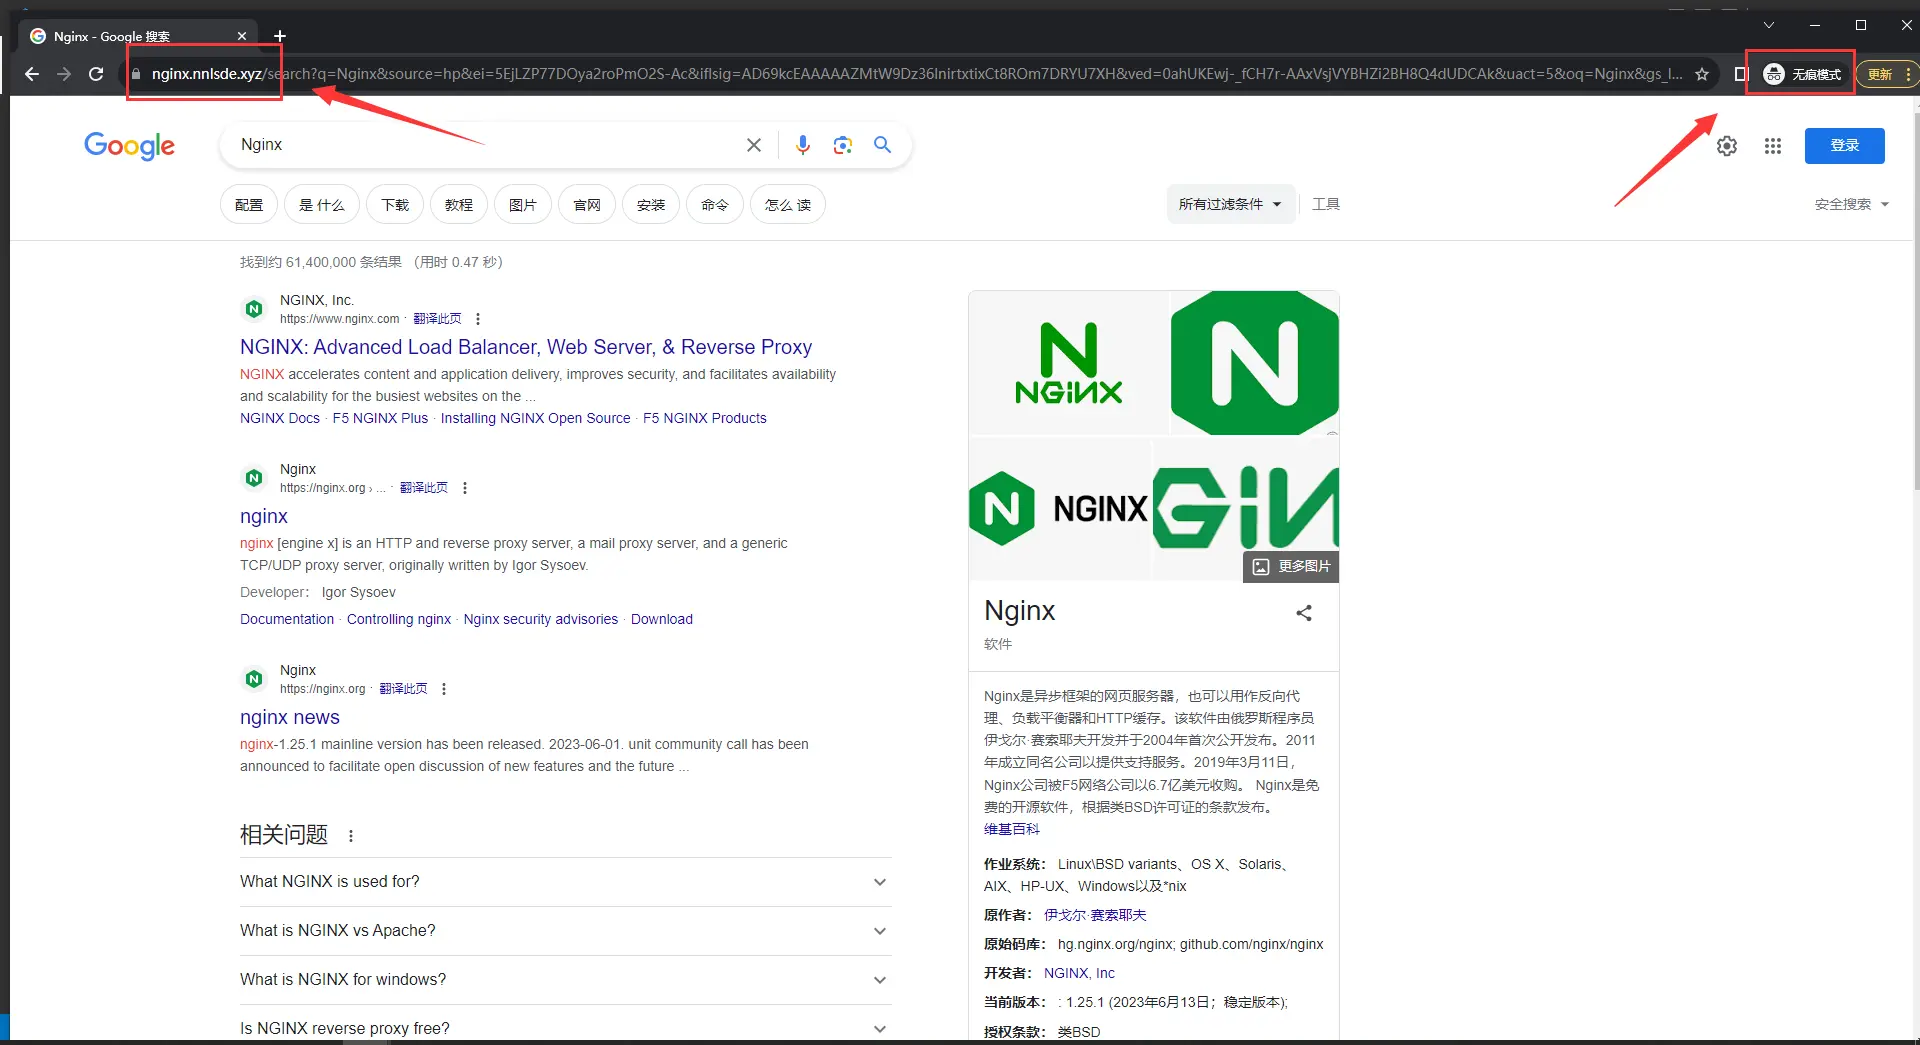 Nginx - Google 搜索
nginx.nnlsde.xyz/search?q=Nginx&source=hp&ei=5EjLZP77DOya2roPmO2S-Ac&iflsig=AD69kcEAAAAAZMtW9Dz36lnirtxtixCt8ROm7DRYU7XH&ved=0ahUKEwj-_fCH7r-AAxVsjVYBHZi2BH8Q4dUDCAk&uact=5&oq=Nginx&gs_l...
无痕模式
更新
Google
Nginx
登录
配置
是 什么
下载
教程
图片
官网
安装
命令
怎么 读
所有过滤条件
工具
安全搜索
找到约 61,400,000 条结果 （用时 0.47 秒）
NGINX, Inc.
https://www.nginx.com · 翻译此页
NGINX: Advanced Load Balancer, Web Server, & Reverse Proxy
NGINX accelerates content and application delivery, improves security, and facilitates availability
and scalability for the busiest websites on the ...
NGINX Docs · F5 NGINX Plus · Installing NGINX Open Source · F5 NGINX Products
Nginx
https://nginx.org › ... · 翻译此页
nginx
nginx [engine x] is an HTTP and reverse proxy server, a mail proxy server, and a generic
TCP/UDP proxy server, originally written by Igor Sysoev.
Developer： Igor Sysoev
Documentation · Controlling nginx · Nginx security advisories · Download
Nginx
https://nginx.org · 翻译此页
nginx news
nginx-1.25.1 mainline version has been released. 2023-06-01. unit community call has been
announced to facilitate open discussion of new features and the future ...
相关问题
What NGINX is used for?
What is NGINX vs Apache?
What is NGINX for windows?
Is NGINX reverse proxy free?
N
NGiNX
N
N NGINX
GiN
更多图片
Nginx
软件
Nginx是异步框架的网页服务器，也可以用作反向代
理、负载平衡器和HTTP缓存。该软件由俄罗斯程序员
伊戈尔·赛索耶夫开发并于2004年首次公开发布。2011
年成立同名公司以提供支持服务。2019年3月11日，
Nginx公司被F5网络公司以6.7亿美元收购。 Nginx是免
费的开源软件，根据类BSD许可证的条款发布。
维基百科
作业系统： Linux\BSD variants、OS X、Solaris、
AIX、HP-UX、Windows以及*nix
原作者： 伊戈尔·赛索耶夫
原始码库： hg.nginx.org/nginx; github.com/nginx/nginx
开发者： NGINX, Inc
当前版本： : 1.25.1 (2023年6月13日；稳定版本);
授权条款： 类BSD